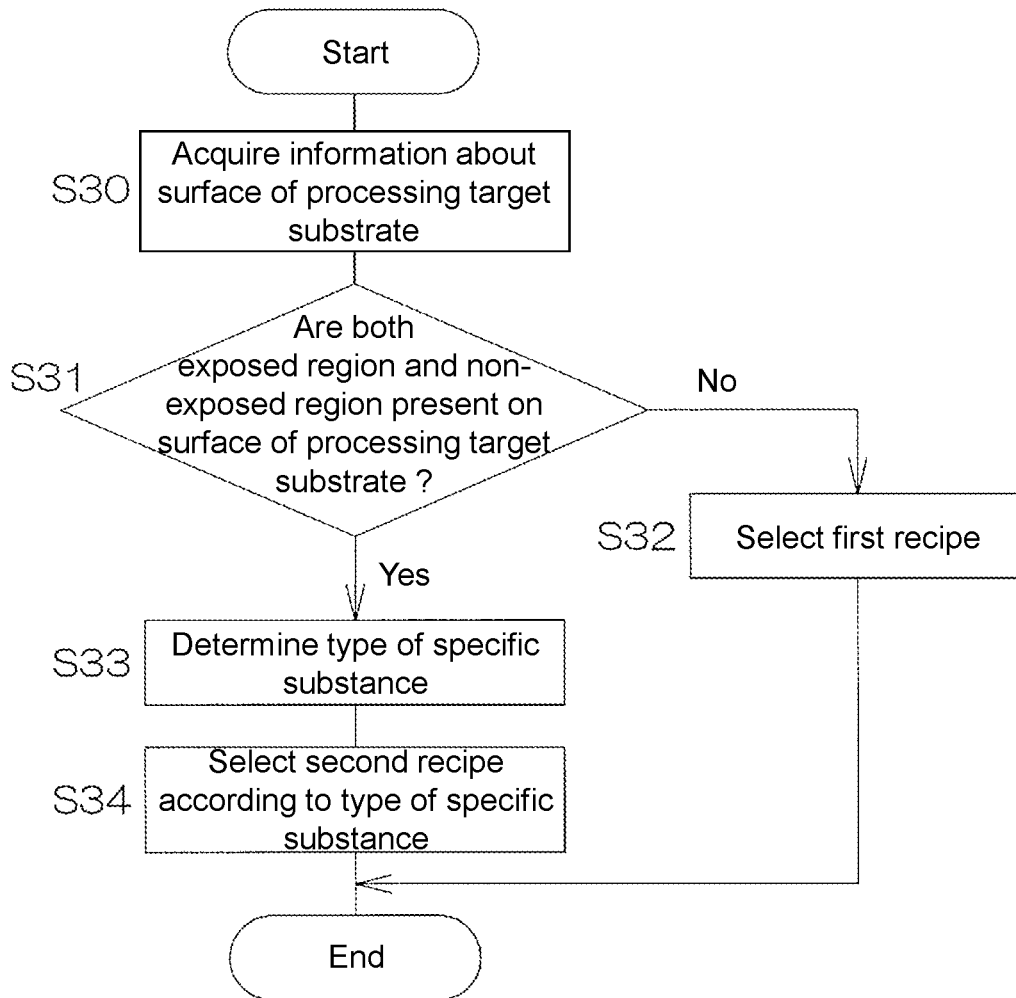 Start
S30
Acquire information about
surface of processing target
substrate
S31
Are both
exposed region and non-
exposed region present on
surface of processing target
substrate ?
No
S32
Select first recipe
Yes
S33
Determine type of specific
substance
S34
Select second recipe
according to type of specific
substance
End